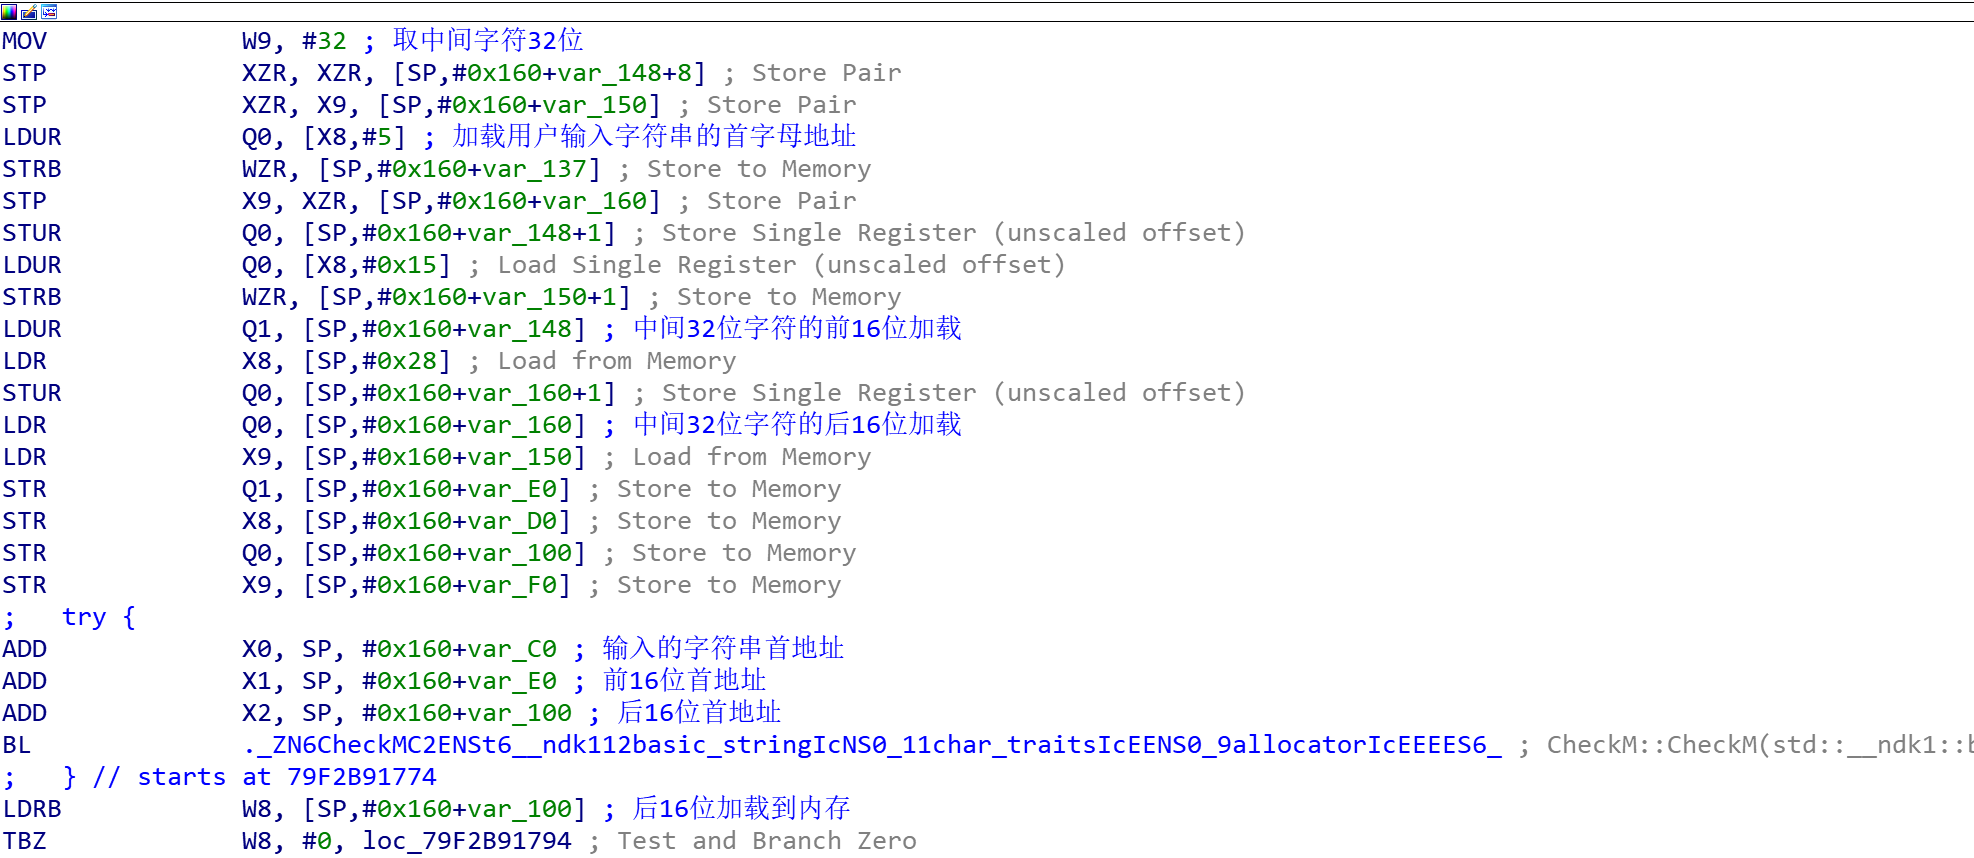 MOV W9, #32 ; 取中间字符32位
STP XZR, XZR, [SP,#0x160+var_148+8] ; Store Pair
STP XZR, X9, [SP,#0x160+var_150] ; Store Pair
LDUR Q0, [X8,#5] ; 加载用户输入字符串的首字母地址
STRB WZR, [SP,#0x160+var_137] ; Store to Memory
STP X9, XZR, [SP,#0x160+var_160] ; Store Pair
STUR Q0, [SP,#0x160+var_148+1] ; Store Single Register (unscaled offset)
LDUR Q0, [X8,#0x15] ; Load Single Register (unscaled offset)
STRB WZR, [SP,#0x160+var_150+1] ; Store to Memory
LDUR Q1, [SP,#0x160+var_148] ; 中间32位字符的前16位加载
LDR X8, [SP,#0x28] ; Load from Memory
STUR Q0, [SP,#0x160+var_160+1] ; Store Single Register (unscaled offset)
LDR Q0, [SP,#0x160+var_160] ; 中间32位字符的后16位加载
LDR X9, [SP,#0x160+var_150] ; Load from Memory
STR Q1, [SP,#0x160+var_E0] ; Store to Memory
STR X8, [SP,#0x160+var_D0] ; Store to Memory
STR Q0, [SP,#0x160+var_100] ; Store to Memory
STR X9, [SP,#0x160+var_F0] ; Store to Memory
; try {
ADD X0, SP, #0x160+var_C0 ; 输入的字符串首地址
ADD X1, SP, #0x160+var_E0 ; 前16位首地址
ADD X2, SP, #0x160+var_100 ; 后16位首地址
BL ._ZN6CheckMC2ENSt6__ndk112basic_stringIcNS0_11char_traitsIcEENS0_9allocatorIcEEEES6_ ; CheckM::CheckM(std::__ndk1::b
; } // starts at 79F2B91774
LDRB W8, [SP,#0x160+var_100] ; 后16位加载到内存
TBZ W8, #0, loc_79F2B91794 ; Test and Branch Zero